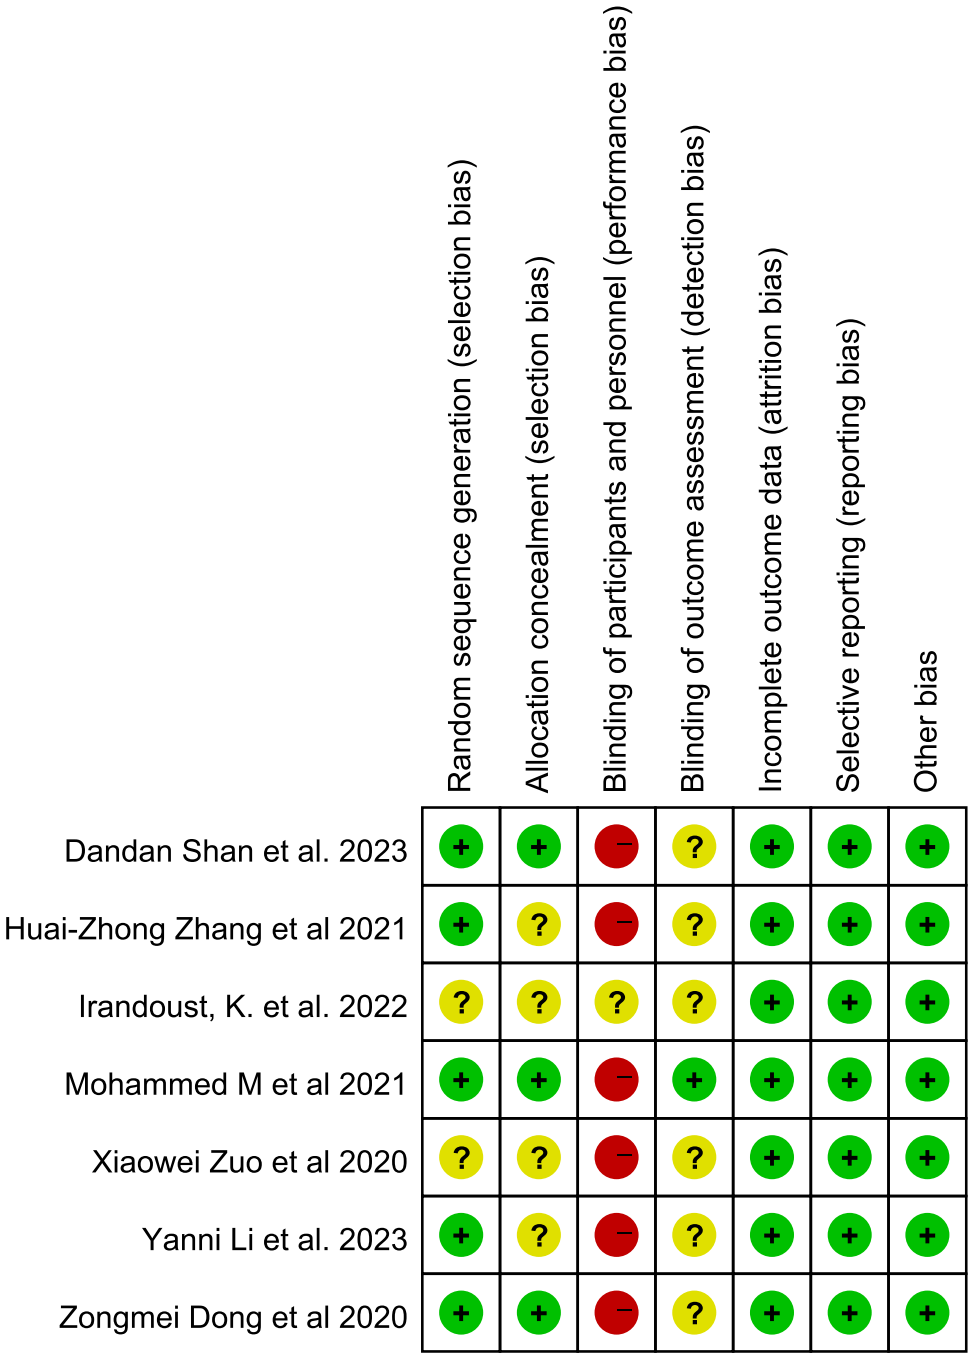 Random sequence generation (selection bias)
Allocation concealment (selection bias)
Blinding of participants and personnel (performance bias)
Blinding of outcome assessment (detection bias)
Incomplete outcome data (attrition bias)
Selective reporting (reporting bias)
Other bias
Dandan Shan et al. 2023 + + – ? + + +
Huai-Zhong Zhang et al 2021 + ? – ? + + +
Irandoust, K. et al. 2022 ? ? ? ? + + +
Mohammed M et al 2021 + + – + + + +
Xiaowei Zuo et al 2020 ? ? – ? + + +
Yanni Li et al. 2023 + ? – ? + + +
Zongmei Dong et al 2020 + + – ? + + +